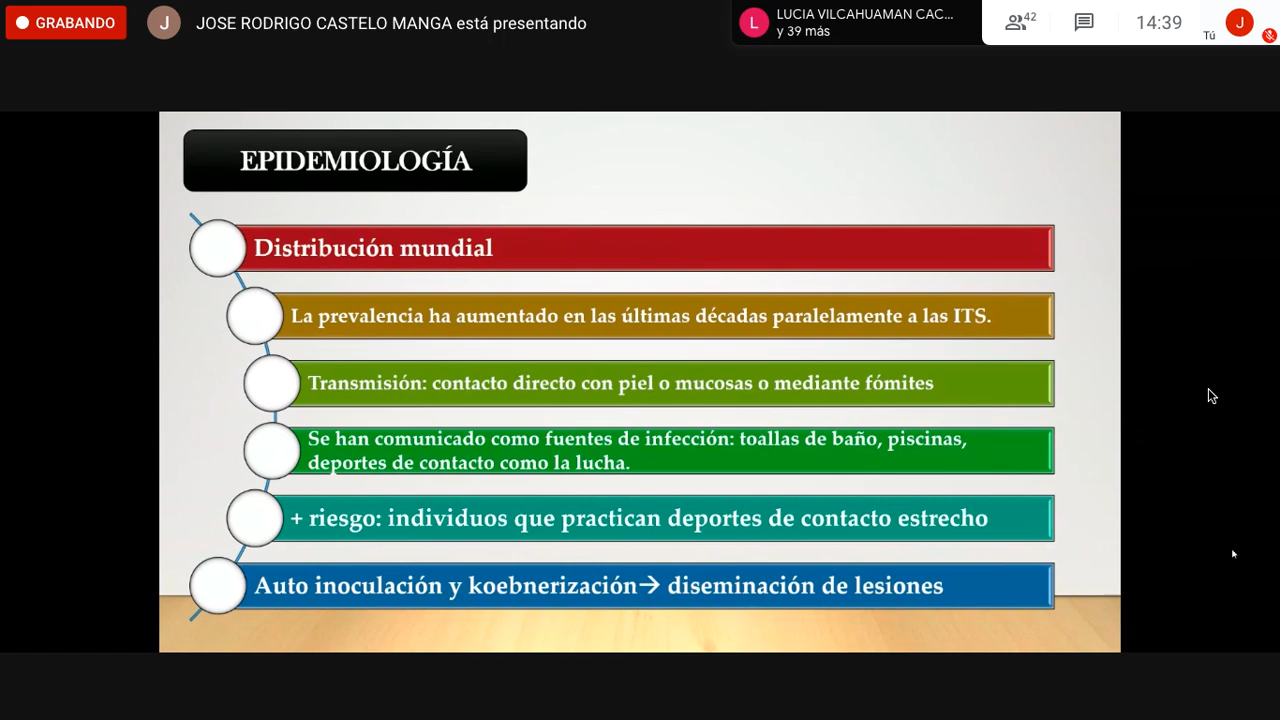 GRABANDO
J
JOSE RODRIGO CASTELO MANGA está presentando
L
LUCIA VILCAHUAMAN CAC...
y 39 más
42
14:39
Tú
J
EPIDEMIOLOGÍA
Distribución mundial
La prevalencia ha aumentado en las últimas décadas paralelamente a las ITS.
Transmisión: contacto directo con piel o mucosas o mediante fómites
Se han comunicado como fuentes de infección: toallas de baño, piscinas,
deportes de contacto como la lucha.
+ riesgo: individuos que practican deportes de contacto estrecho
Auto inoculación y koebnerización→ diseminación de lesiones